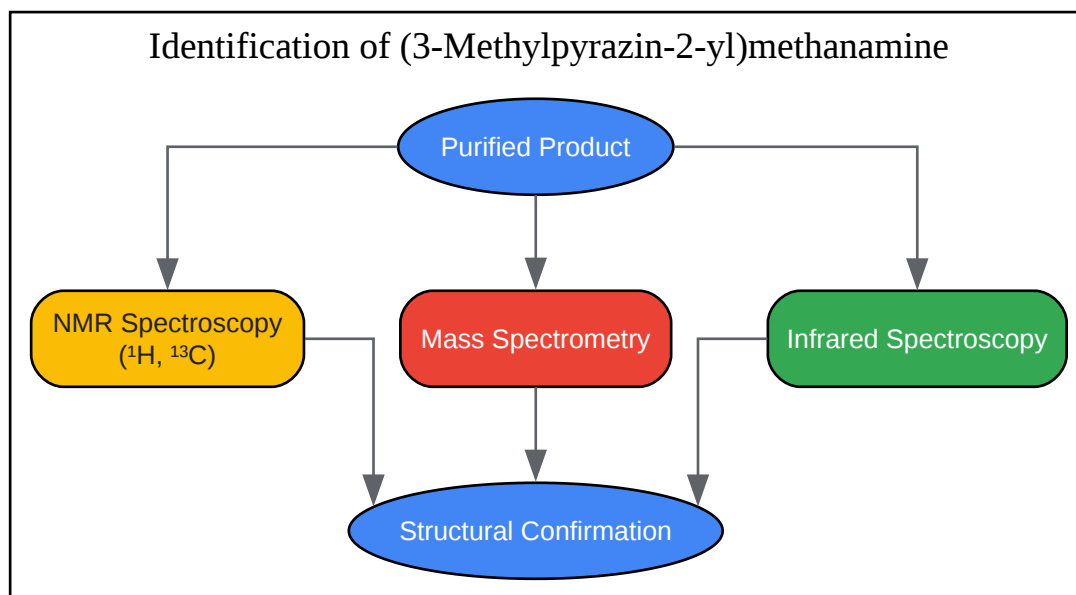 Identification of (3-Methylpyrazin-2-yl)methanamine
Purified Product
NMR Spectroscopy
(¹H, ¹³C)
Mass Spectrometry
Infrared Spectroscopy
Structural Confirmation